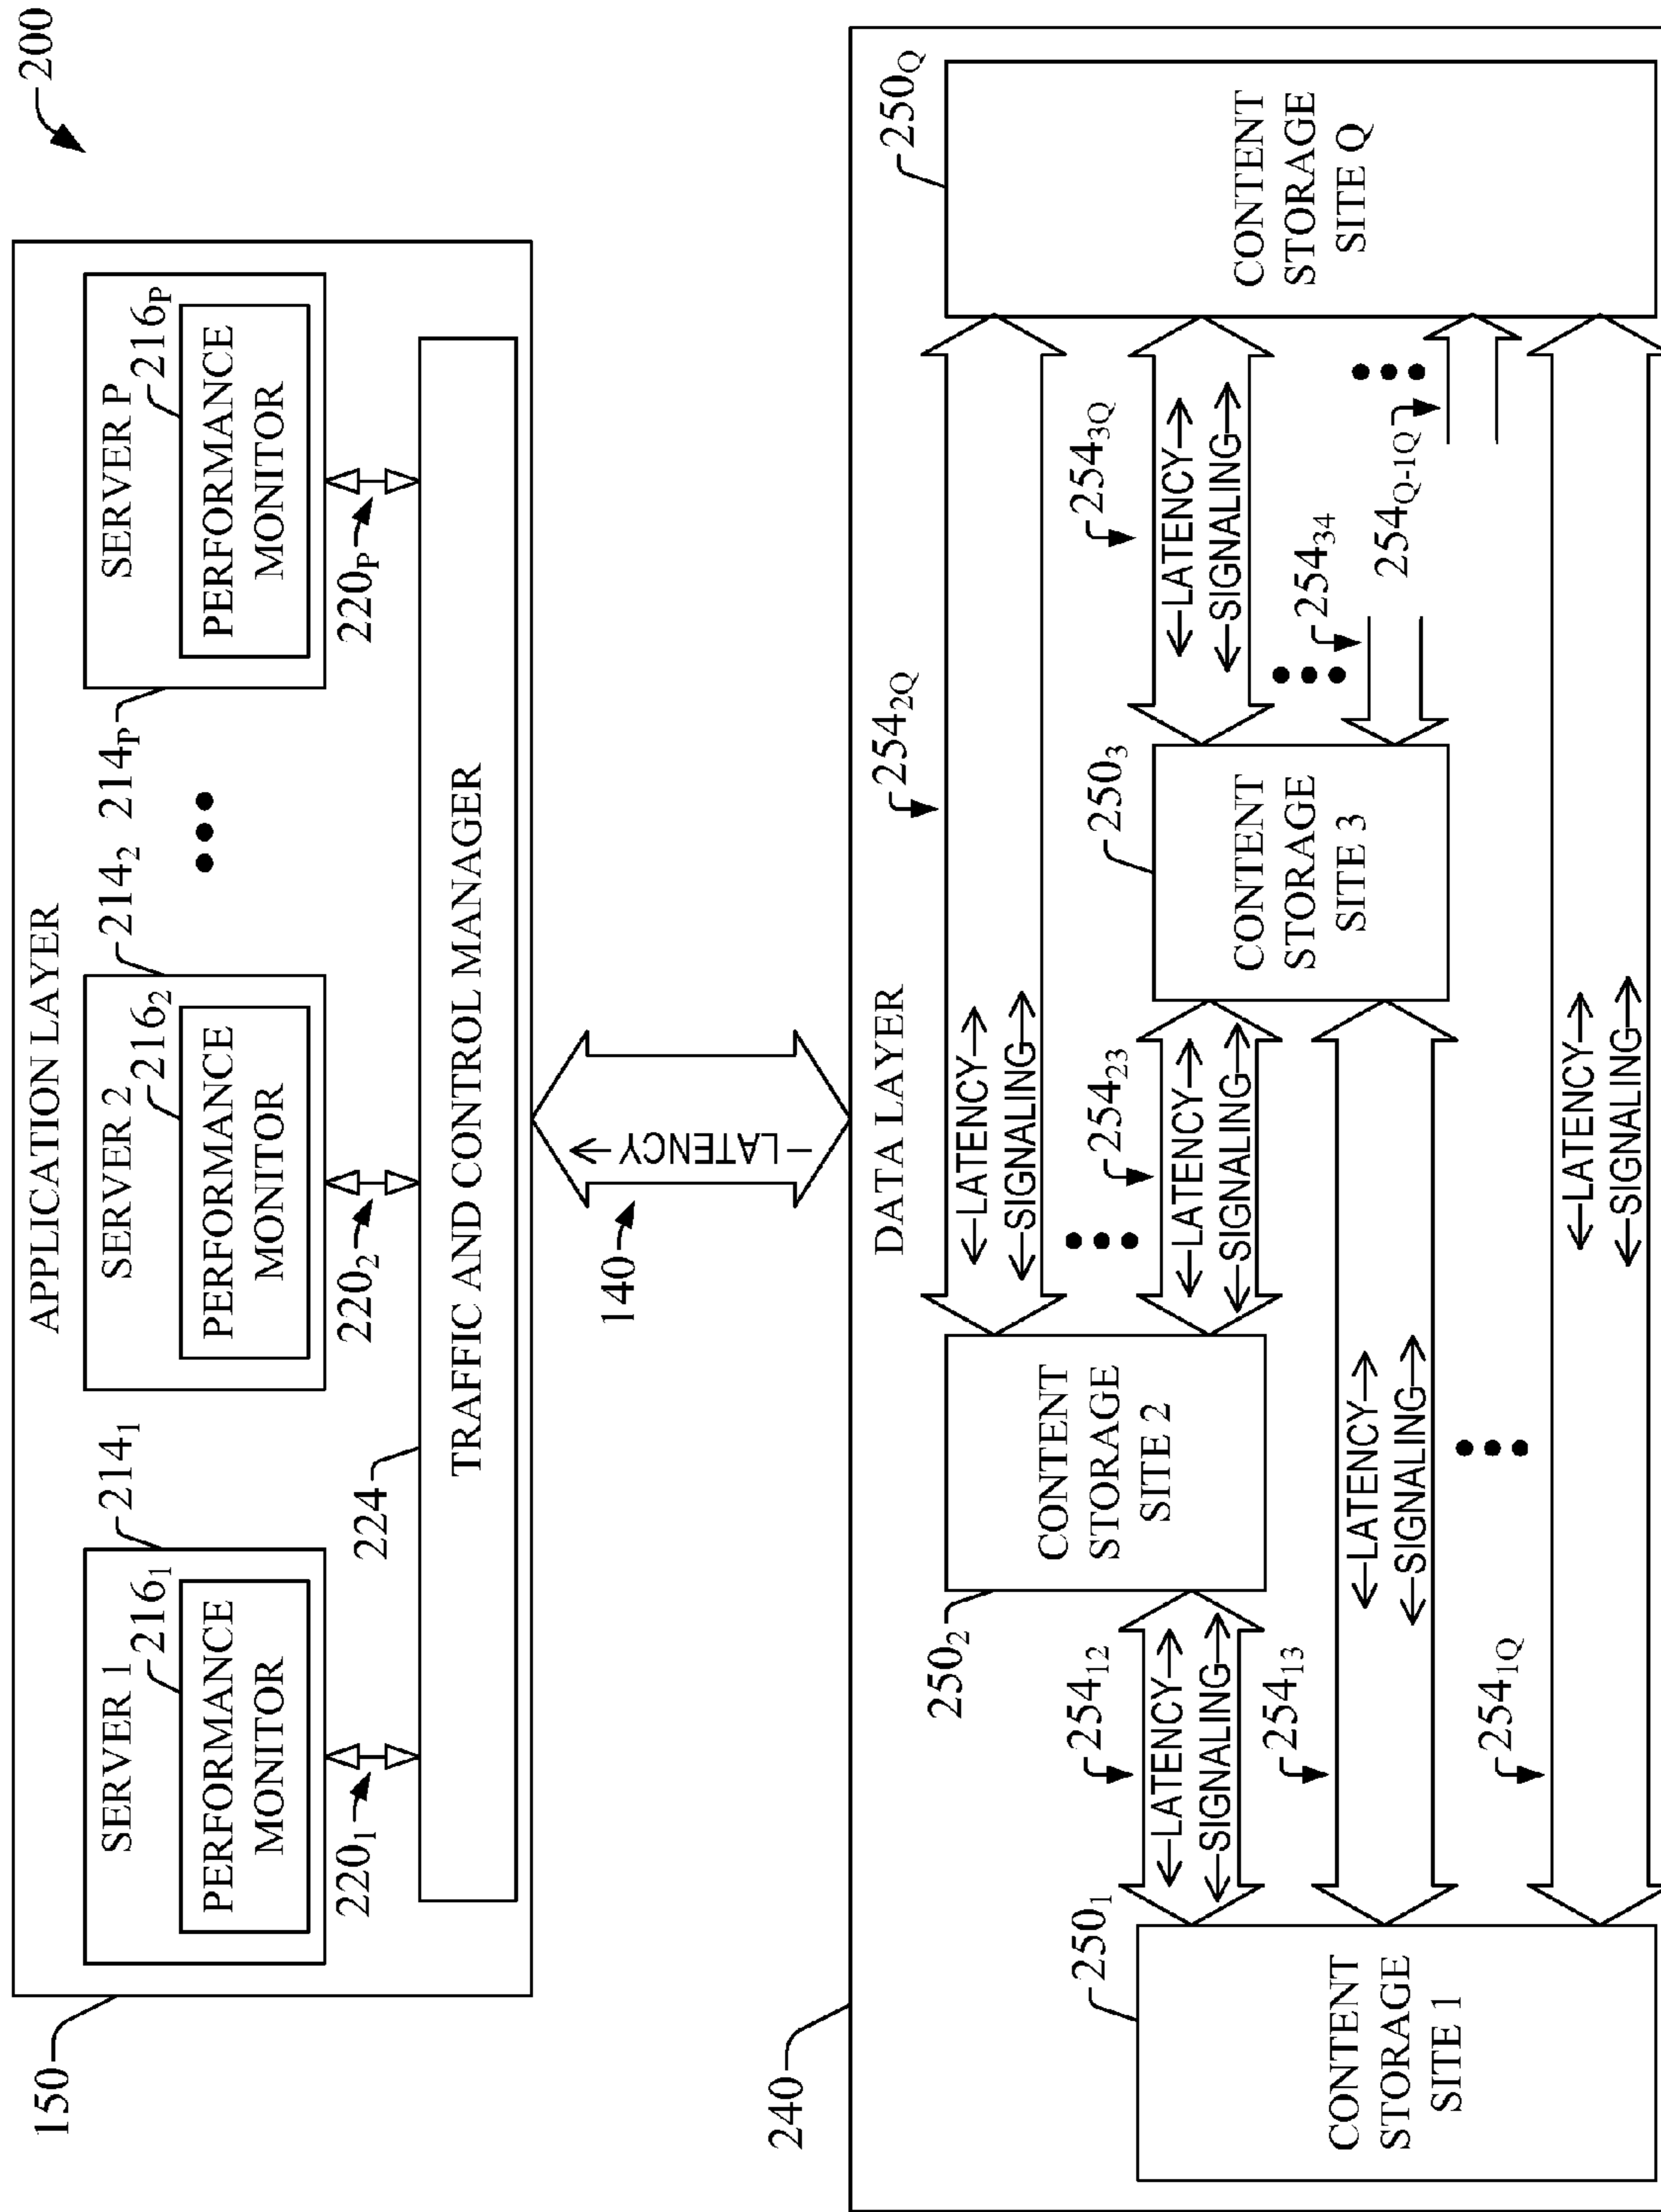 200
APPLICATION LAYER
150
SERVER 1
216₁
PERFORMANCE
MONITOR
214₁
SERVER 2
216₂
PERFORMANCE
MONITOR
214₂
214ₚ
SERVER P
216ₚ
PERFORMANCE
MONITOR
220₁
220₂
220ₚ
224
TRAFFIC AND CONTROL MANAGER
140
LATENCY
240
DATA LAYER
250₁
CONTENT
STORAGE
SITE 1
250₂
CONTENT
STORAGE
SITE 2
250₃
CONTENT
STORAGE
SITE 3
250Q
CONTENT
STORAGE
SITE Q
254₂Q
LATENCY
SIGNALING
254₁₂
LATENCY
SIGNALING
254₂₃
LATENCY
SIGNALING
254₃Q
LATENCY
SIGNALING
254₃₄
254Q-1Q
254₁₃
LATENCY
SIGNALING
254₁Q
LATENCY
SIGNALING